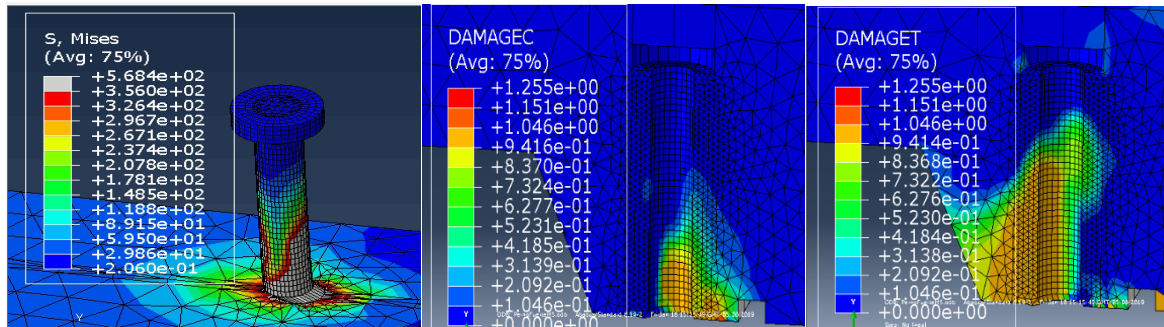 S, Mises
(Avg: 75%)
+5.684e+02
+3.560e+02
+3.264e+02
+2.967e+02
+2.671e+02
+2.374e+02
+2.078e+02
+1.781e+02
+1.485e+02
+1.188e+02
+8.915e+01
+5.950e+01
+2.986e+01
+2.060e-01
Y
DAMAGEC
(Avg: 75%)
+1.255e+00
+1.151e+00
+1.046e+00
+9.416e-01
+8.370e-01
+7.324e-01
+6.277e-01
+5.231e-01
+4.185e-01
+3.139e-01
+2.092e-01
+1.046e-01
+0.000e+00
Y
DAMAGET
(Avg: 75%)
+1.255e+00
+1.151e+00
+1.046e+00
+9.414e-01
+8.368e-01
+7.322e-01
+6.276e-01
+5.230e-01
+4.184e-01
+3.138e-01
+2.092e-01
+1.046e-01
+0.000e+00
Y